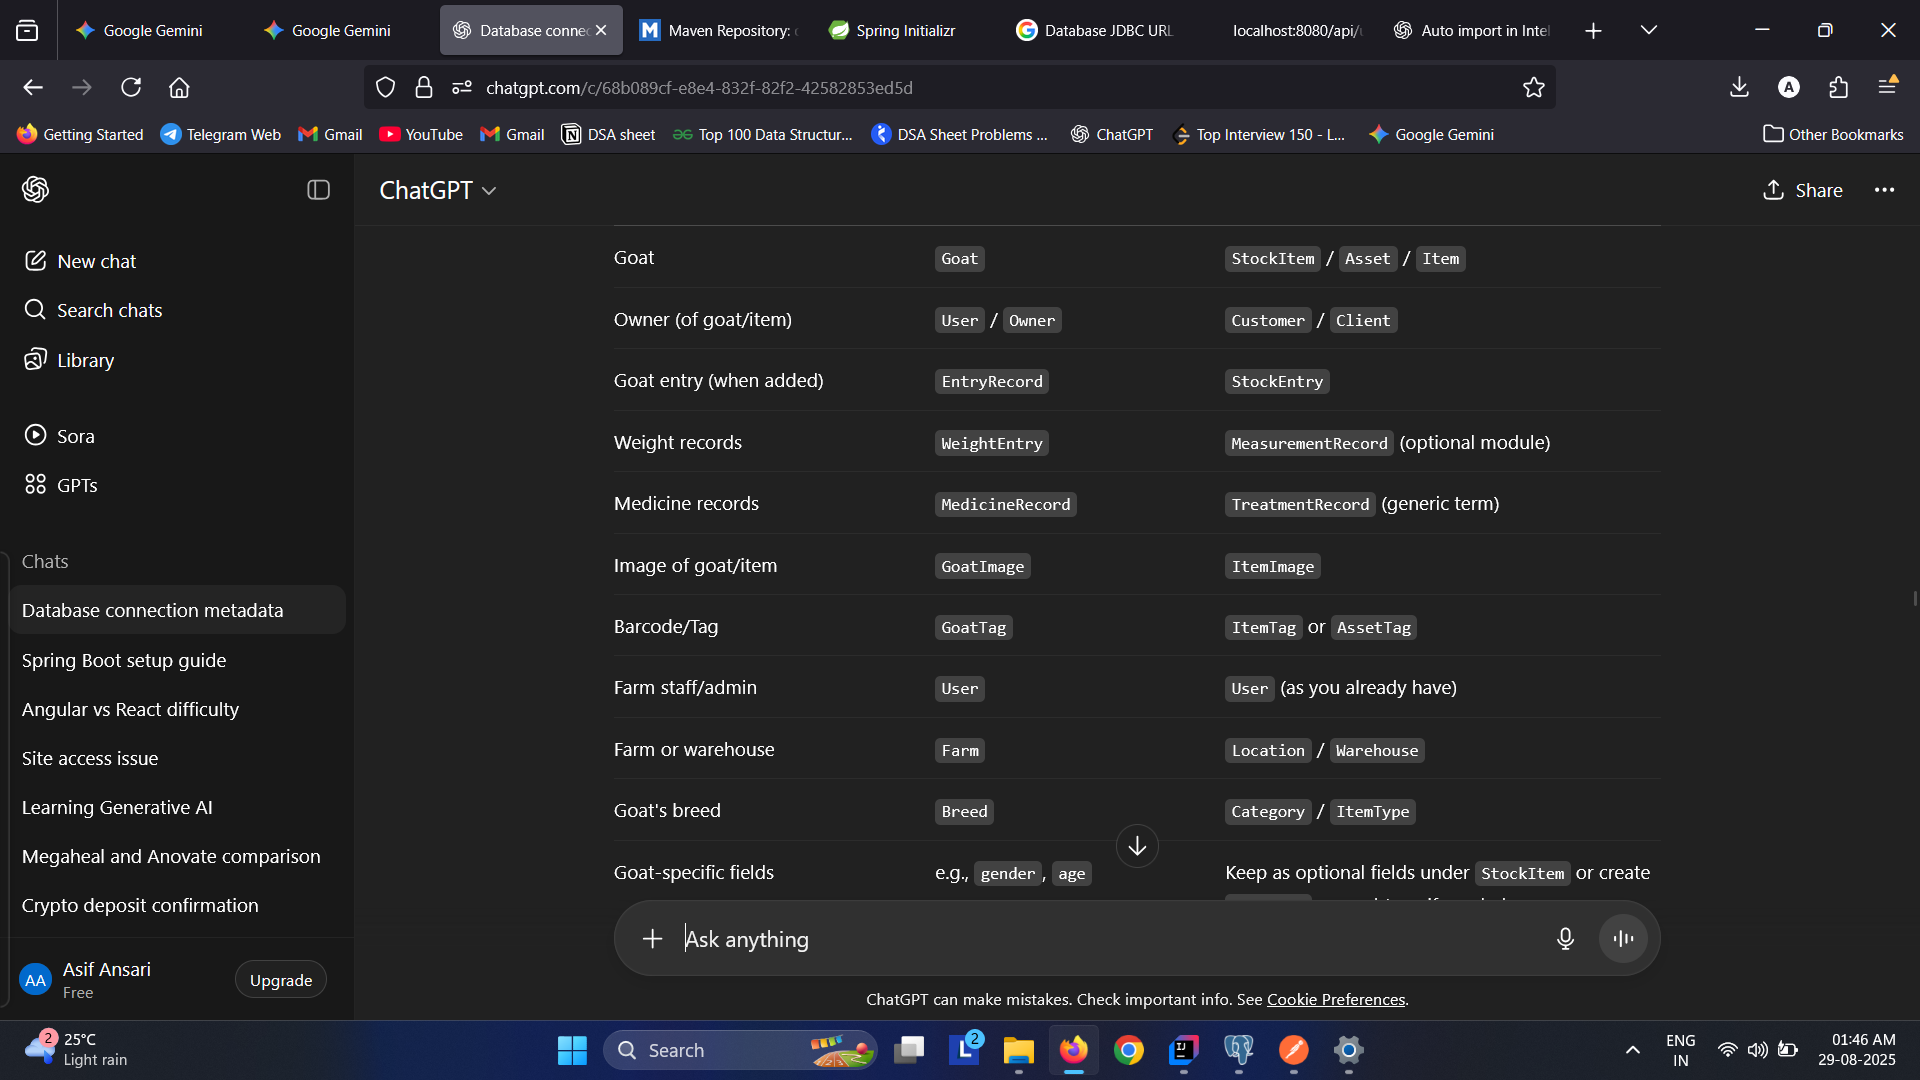 Google Gemini
Google Gemini
Database connec
Maven Repository:
Spring Initializr
Database JDBC URL
localhost:8080/api/
Auto import in Inte
chatgpt.com/c/68b089cf-e8e4-832f-82f2-42582853ed5d
A
Getting Started
Telegram Web
Gmail
YouTube
Gmail
DSA sheet
Top 100 Data Structur...
DSA Sheet Problems ...
ChatGPT
Top Interview 150 - L...
Google Gemini
Other Bookmarks
ChatGPT
Share
New chat
Search chats
Library
Sora
GPTs
Chats
Database connection metadata
Spring Boot setup guide
Angular vs React difficulty
Site access issue
Learning Generative AI
Megaheal and Anovate comparison
Crypto deposit confirmation
AA
Asif Ansari
Free
Upgrade
Goat Goat StockItem / Asset / Item
Owner (of goat/item) User / Owner Customer / Client
Goat entry (when added) EntryRecord StockEntry
Weight records WeightEntry MeasurementRecord (optional module)
Medicine records MedicineRecord TreatmentRecord (generic term)
Image of goat/item GoatImage ItemImage
Barcode/Tag GoatTag ItemTag or AssetTag
Farm staff/admin User User (as you already have)
Farm or warehouse Farm Location / Warehouse
Goat's breed Breed Category / ItemType
Goat-specific fields e.g., gender, age Keep as optional fields under StockItem or create
Ask anything
ChatGPT can make mistakes. Check important info. See Cookie Preferences.
2
25°C
Light rain
Search
L
2
IJ
ENG
IN
01:46 AM
29-08-2025